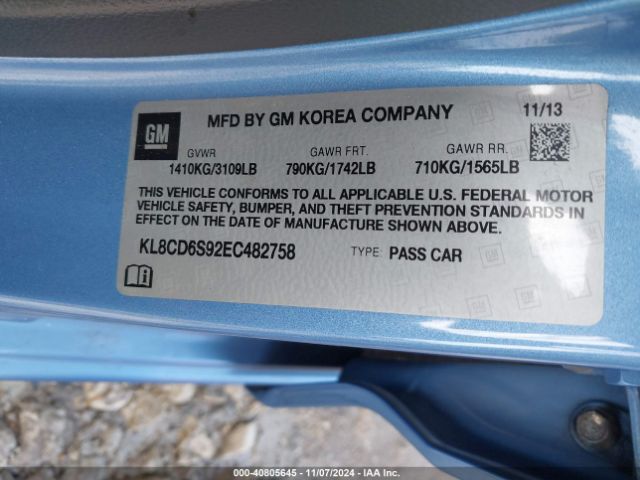 MFD BY GM KOREA COMPANY 11/13
GM
GVWR GAWR FRT. GAWR RR.
1410KG/3109LB 790KG/1742LB 710KG/1565LB
THIS VEHICLE CONFORMS TO ALL APPLICABLE U.S. FEDERAL MOTOR
VEHICLE SAFETY, BUMPER, AND THEFT PREVENTION STANDARDS IN
EFFECT ON THE DATE OF MANUFACTURE SHOWN ABOVE.
KL8CD6S92EC482758 TYPE: PASS CAR
000-40805645 - 11/07/2024 - IAA Inc.